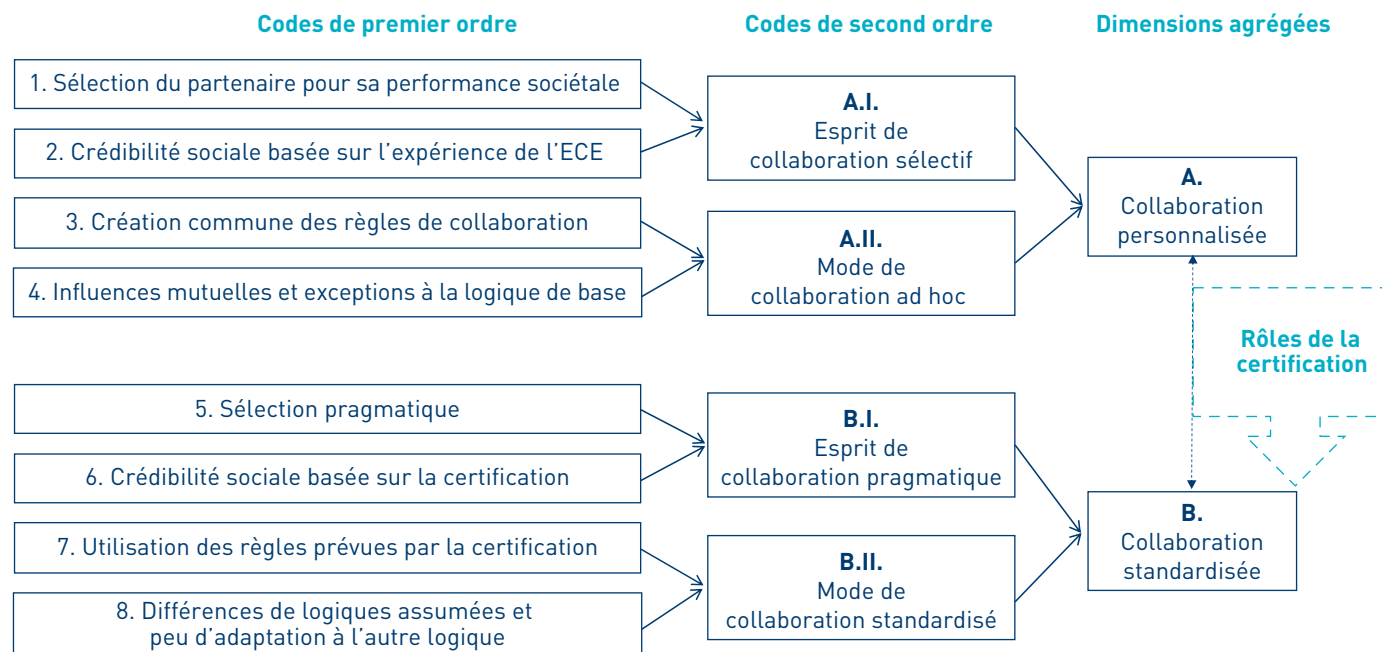 Codes de premier ordre
Codes de second ordre
Dimensions agrégées
1. Sélection du partenaire pour sa performance sociétale
2. Crédibilité sociale basée sur l’expérience de l’ECE
3. Création commune des règles de collaboration
4. Influences mutuelles et exceptions à la logique de base
5. Sélection pragmatique
6. Crédibilité sociale basée sur la certification
7. Utilisation des règles prévues par la certification
8. Différences de logiques assumées et
peu d’adaptation à l’autre logique
A.I.
Esprit de
collaboration sélectif
A.II.
Mode de
collaboration ad hoc
B.I.
Esprit de
collaboration pragmatique
B.II.
Mode de
collaboration standardisé
A.
Collaboration
personnalisée
Rôles de la
certification
B.
Collaboration
standardisée